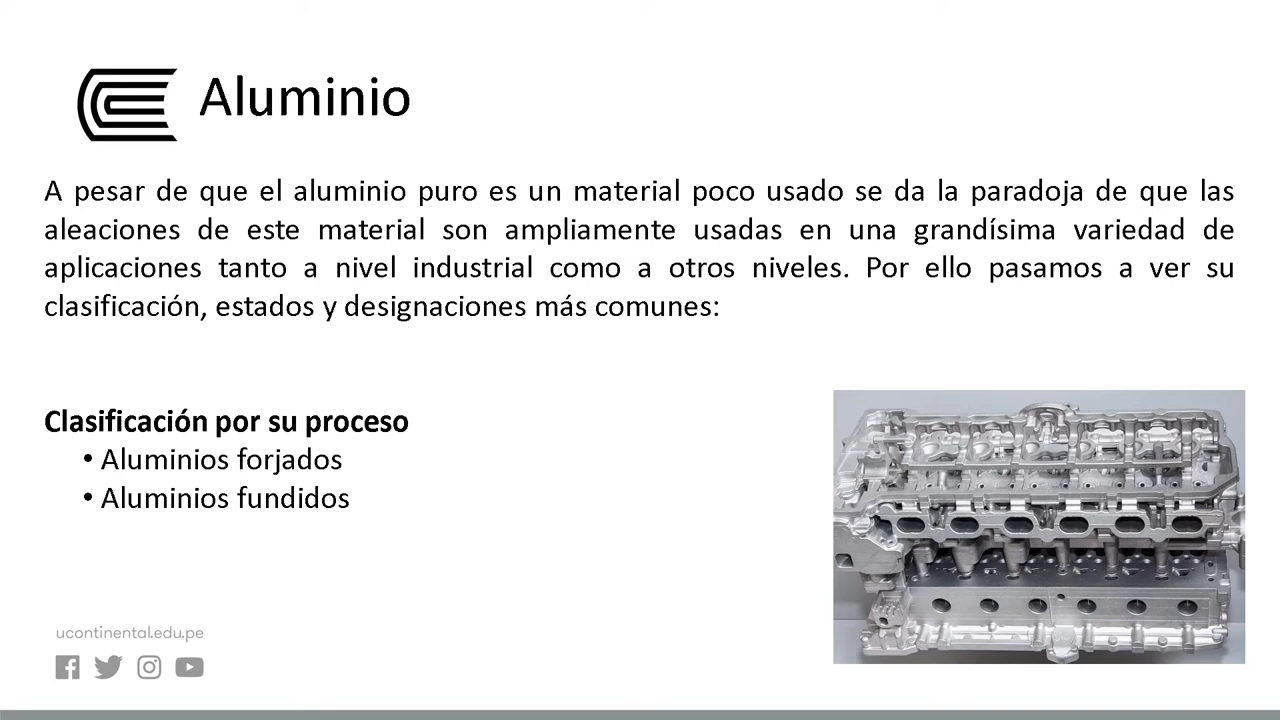 Aluminio
A pesar de que el aluminio puro es un material poco usado se da la paradoja de que las
aleaciones de este material son ampliamente usadas en una grandísima variedad de
aplicaciones tanto a nivel industrial como a otros niveles. Por ello pasamos a ver su
clasificación, estados y designaciones más comunes:
Clasificación por su proceso
• Aluminios forjados
• Aluminios fundidos
ucontinental.edu.pe